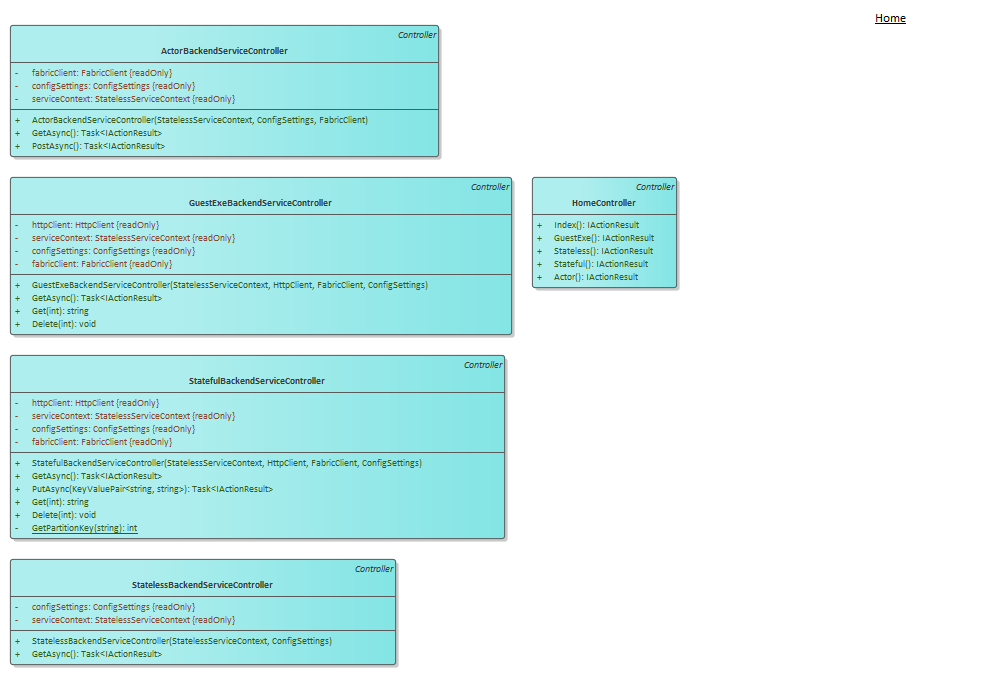 Home
Controller
ActorBackendServiceController
- fabricClient: FabricClient {readOnly}
- configSettings: ConfigSettings {readOnly}
- serviceContext: StatelessServiceContext {readOnly}
+ ActorBackendServiceController(StatelessServiceContext, ConfigSettings, FabricClient)
+ GetAsync(): Task<IActionResult>
+ PostAsync(): Task<IActionResult>
Controller
GuestExeBackendServiceController
- httpClient: HttpClient {readOnly}
- serviceContext: StatelessServiceContext {readOnly}
- configSettings: ConfigSettings {readOnly}
- fabricClient: FabricClient {readOnly}
+ GuestExeBackendServiceController(StatelessServiceContext, HttpClient, FabricClient, ConfigSettings)
+ GetAsync(): Task<IActionResult>
+ Get(int): string
+ Delete(int): void
Controller
HomeController
+ Index(): IActionResult
+ GuestExe(): IActionResult
+ Stateless(): IActionResult
+ Stateful(): IActionResult
+ Actor(): IActionResult
Controller
StatefulBackendServiceController
- httpClient: HttpClient {readOnly}
- serviceContext: StatelessServiceContext {readOnly}
- configSettings: ConfigSettings {readOnly}
- fabricClient: FabricClient {readOnly}
+ StatefulBackendServiceController(StatelessServiceContext, HttpClient, FabricClient, ConfigSettings)
+ GetAsync(): Task<IActionResult>
+ PutAsync(KeyValuePair<string, string>): Task<IActionResult>
+ Get(int): string
+ Delete(int): void
- GetPartitionKey(string): int
Controller
StatelessBackendServiceController
- configSettings: ConfigSettings {readOnly}
- serviceContext: StatelessServiceContext {readOnly}
+ StatelessBackendServiceController(StatelessServiceContext, ConfigSettings)
+ GetAsync(): Task<IActionResult>